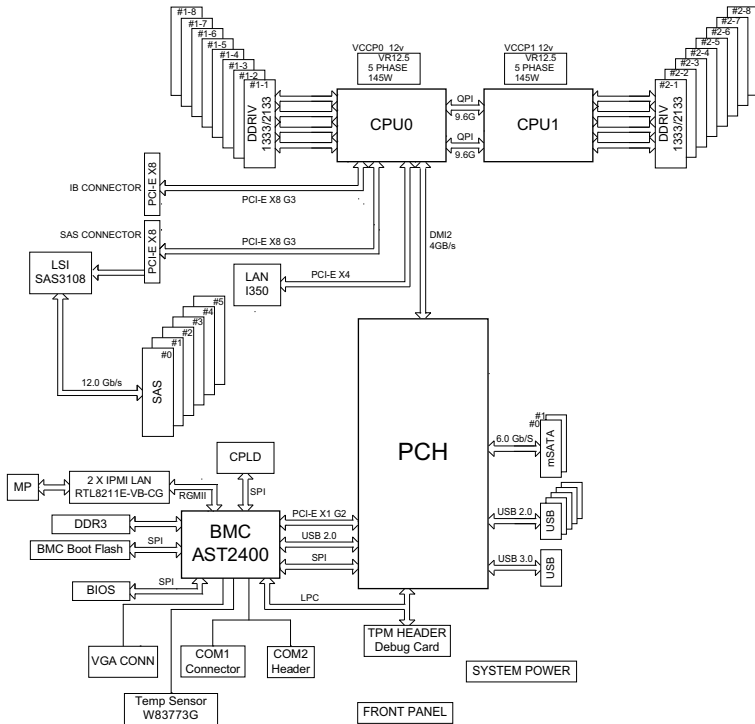 #1-8
#1-7
#1-6
#1-5
#1-4
#1-3
#1-2
#1-1
DDRIV
1333/2133
VCCP0 12v
VR12.5
5 PHASE
145W
CPU0
QPI
9.6G
QPI
9.6G
VCCP1 12v
VR12.5
5 PHASE
145W
CPU1
#2-8
#2-7
#2-6
#2-5
#2-4
#2-3
#2-2
#2-1
DDRIV
1333/2133
IB CONNECTOR
PCI-E X8
PCI-E X8 G3
SAS CONNECTOR
PCI-E X8
PCI-E X8 G3
DMI2
4GB/s
LSI
SAS3108
LAN
I350
PCI-E X4
#5
#4
#3
#2
#1
#0
SAS
12.0 Gb/s
PCH
6.0 Gb/S
#1
#0
mSATA
USB 2.0
USB
USB 3.0
USB
CPLD
SPI
MP
2 X IPMI LAN
RTL8211E-VB-CG
RGMII
DDR3
BMC Boot Flash
SPI
BMC
AST2400
PCI-E X1 G2
USB 2.0
SPI
BIOS
SPI
LPC
VGA CONN
COM1
Connector
COM2
Header
TPM HEADER
Debug Card
SYSTEM POWER
Temp Sensor
W83773G
FRONT PANEL